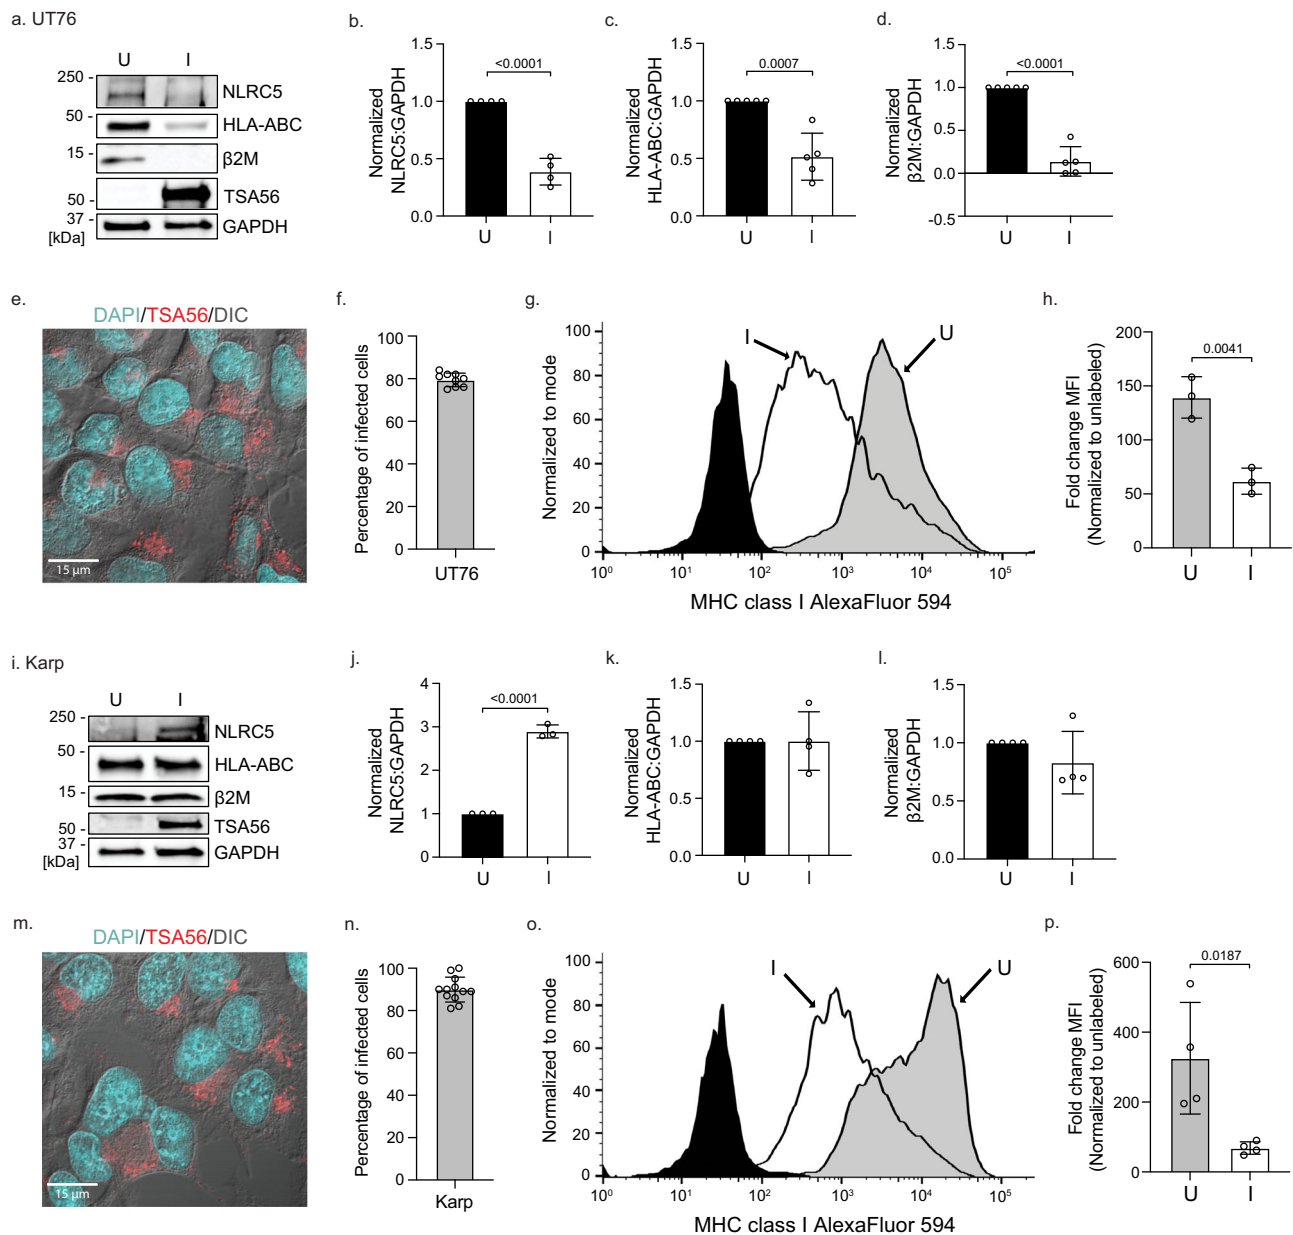 a. UT76
U I
250 -
NLRC5
50 -
HLA-ABC
15 -
β2M
50 -
TSA56
37 -
[kDa]
GAPDH
b.
Normalized
NLRC5:GAPDH
1.5
1.0
0.5
0.0
<0.0001
U I
c.
Normalized
HLA-ABC:GAPDH
1.5
1.0
0.5
0.0
0.0007
U I
d.
Normalized
β2M:GAPDH
1.5
1.0
0.5
0.0
-0.5
<0.0001
U I
e.
DAPI/TSA56/DIC
15 µm
f.
Percentage of infected cells
100
80
60
40
20
0
UT76
g.
Normalized to mode
100
80
60
40
20
0
I
U
10⁰ 10¹ 10² 10³ 10⁴ 10⁵
MHC class I AlexaFluor 594
h.
Fold change MFI
(Normalized to unlabeled)
200
150
100
50
0
0.0041
U I
i. Karp
U I
250 -
NLRC5
50 -
HLA-ABC
15 -
β2M
50 -
TSA56
37 -
[kDa]
GAPDH
j.
Normalized
NLRC5:GAPDH
4
3
2
1
0
<0.0001
U I
k.
Normalized
HLA-ABC:GAPDH
1.5
1.0
0.5
0.0
U I
l.
Normalized
β2M:GAPDH
1.5
1.0
0.5
0.0
U I
m.
DAPI/TSA56/DIC
15 µm
n.
Percentage of infected cells
100
80
60
40
20
0
Karp
o.
Normalized to mode
100
80
60
40
20
0
I
U
10⁰ 10¹ 10² 10³ 10⁴ 10⁵
MHC class I AlexaFluor 594
p.
Fold change MFI
(Normalized to unlabeled)
600
400
200
0
0.0187
U I